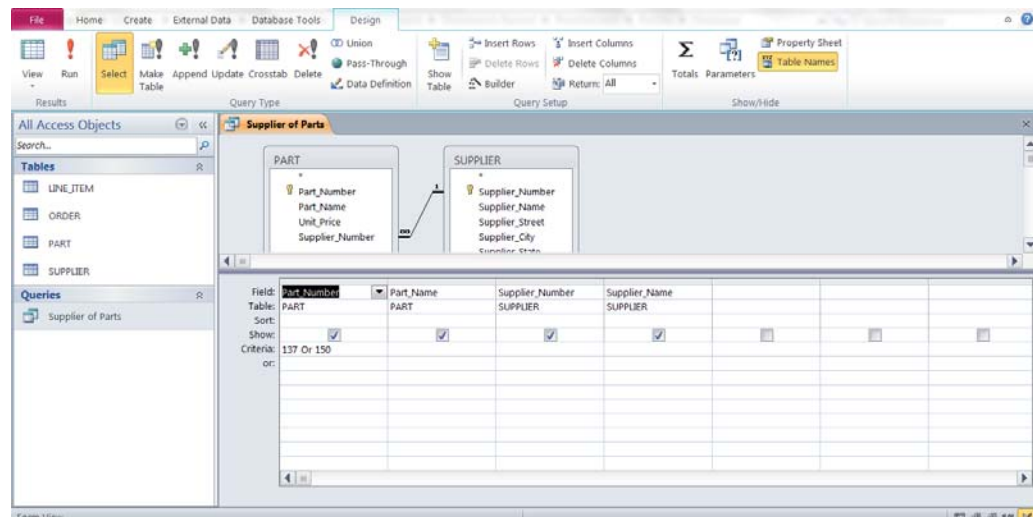 File Home Create External Data Database Tools Design
View Run Select Make Table Append Update Crosstab Delete
Union
Pass-Through
Data Definition
Show Table
Insert Rows
Delete Rows
Builder
Insert Columns
Delete Columns
Return: All
Totals Parameters
Property Sheet
Table Names
Results Query Type Query Setup Show/Hide
All Access Objects
Search...
Tables
LINE_ITEM
ORDER
PART
SUPPLIER
Queries
Supplier of Parts
Supplier of Parts
PART
*
Part_Number
Part_Name
Unit_Price
Supplier_Number
∞
1
SUPPLIER
*
Supplier_Number
Supplier_Name
Supplier_Street
Supplier_City
Supplier_State
Field: Part_Number Part_Name Supplier_Number Supplier_Name
Table: PART PART SUPPLIER SUPPLIER
Sort:
Show:
Criteria: 137 Or 150
or:
Form View